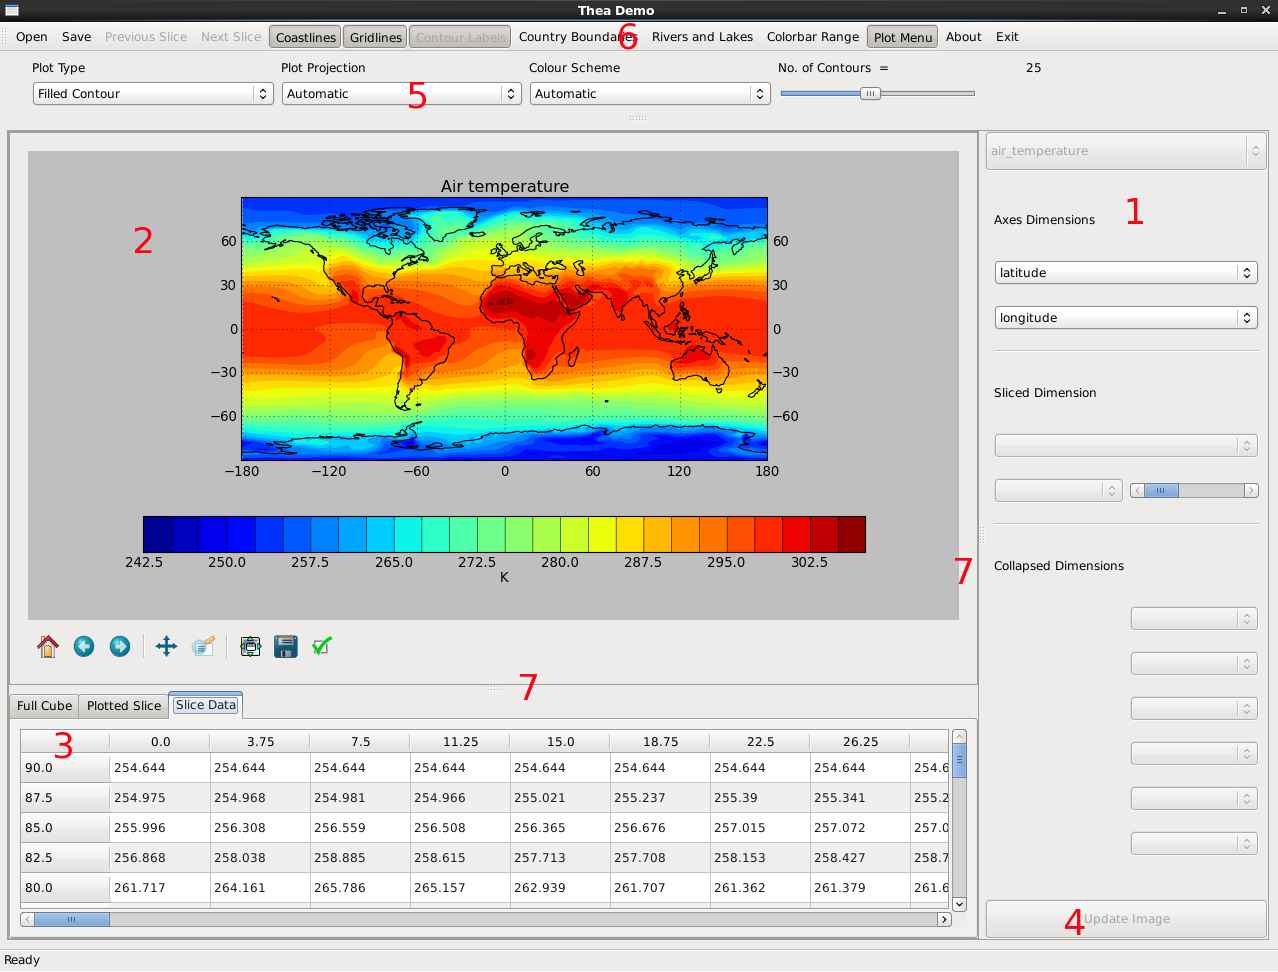 Thea Demo
Open Save Previous Slice Next Slice Coastlines Gridlines Contour Labels Country Boundaries Rivers and Lakes Colorbar Range Plot Menu About Exit
6
Plot Type Plot Projection Colour Scheme No. of Contours = 25
Filled Contour Automatic Automatic
5
air_temperature
1
Axes Dimensions
latitude
longitude
Sliced Dimension
Collapsed Dimensions
4
Update Image
2
Air temperature
60 60
30 30
0 0
−30 −30
−60 −60
−180 −120 −60 0 60 120 180
242.5 250.0 257.5 265.0 272.5 280.0 287.5 295.0 302.5
K
7
7
Full Cube Plotted Slice Slice Data
3
0.0 3.75 7.5 11.25 15.0 18.75 22.5 26.25
90.0 254.644 254.644 254.644 254.644 254.644 254.644 254.644 254.644 254.6
87.5 254.975 254.968 254.981 254.966 255.021 255.237 255.39 255.341 255.2
85.0 255.996 256.308 256.559 256.508 256.365 256.676 257.015 257.072 257.0
82.5 256.868 258.038 258.885 258.615 257.713 257.708 258.153 258.427 258.7
80.0 261.717 264.161 265.786 265.157 262.939 261.707 261.362 261.379 261.6
Ready